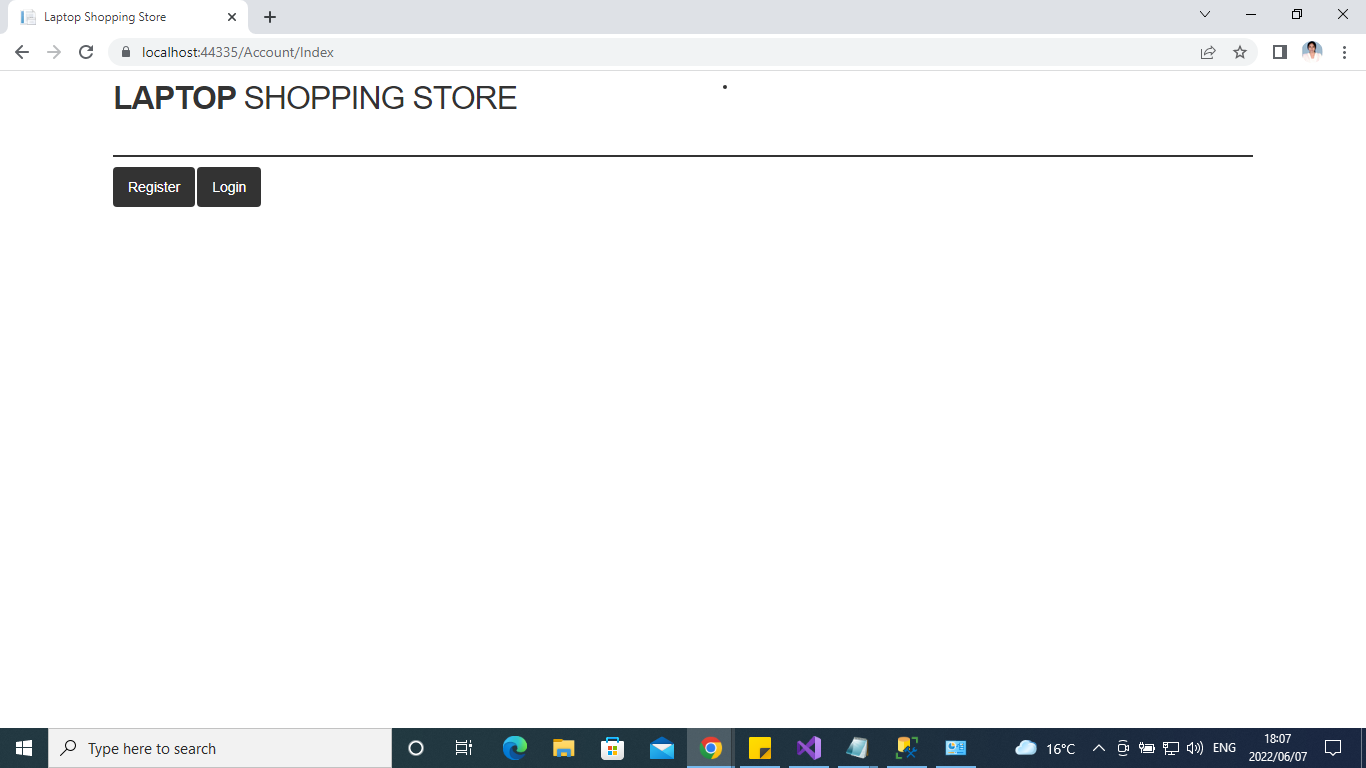 Laptop Shopping Store
localhost:44335/Account/Index
LAPTOP SHOPPING STORE
Register Login
Type here to search
16°C ENG 18:07
2022/06/07